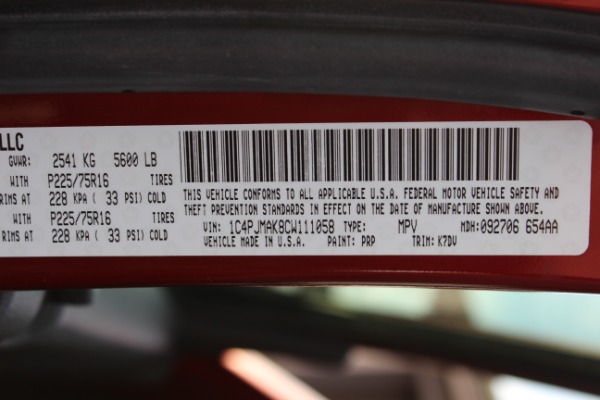 LLC
GVWR: 2541 KG 5600 LB
WITH P225/75R16 TIRES
RIMS AT 228 KPA ( 33 PSI) COLD
WITH P225/75R16 TIRES
RIMS AT 228 KPA ( 33 PSI) COLD
THIS VEHICLE CONFORMS TO ALL APPLICABLE U.S.A. FEDERAL MOTOR VEHICLE SAFETY AND
THEFT PREVENTION STANDARDS IN EFFECT ON THE DATE OF MANUFACTURE SHOWN ABOVE.
VIN: 1C4PJMAK8CW111058 TYPE: MPV MDH:092706 654AA
VEHICLE MADE IN U.S.A. PAINT: PRP TRIM: K7DV